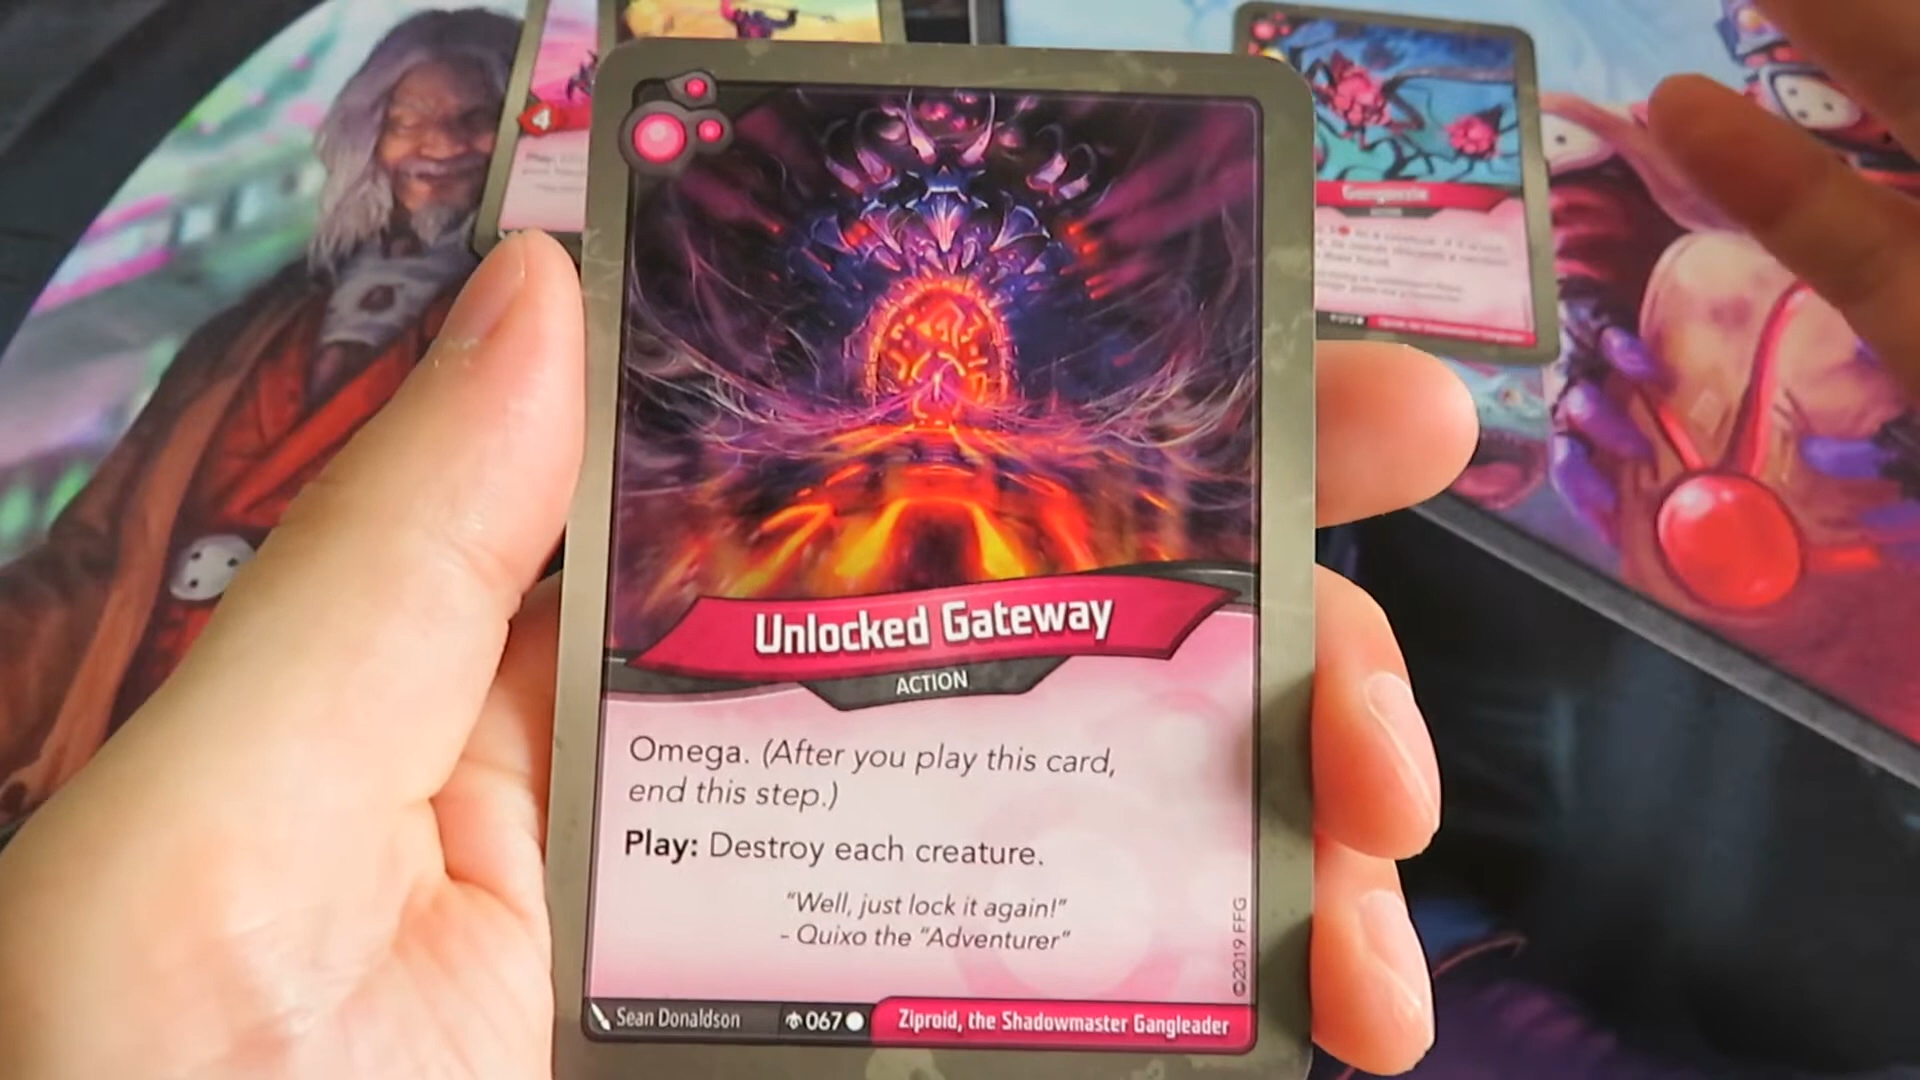 4
Unlocked Gateway
ACTION
Omega. (After you play this card,
end this step.)
Play: Destroy each creature.
"Well, just lock it again!"
- Quixo the "Adventurer"
©2019 FFG
Sean Donaldson
067
Ziproid, the Shadowmaster Gangleader